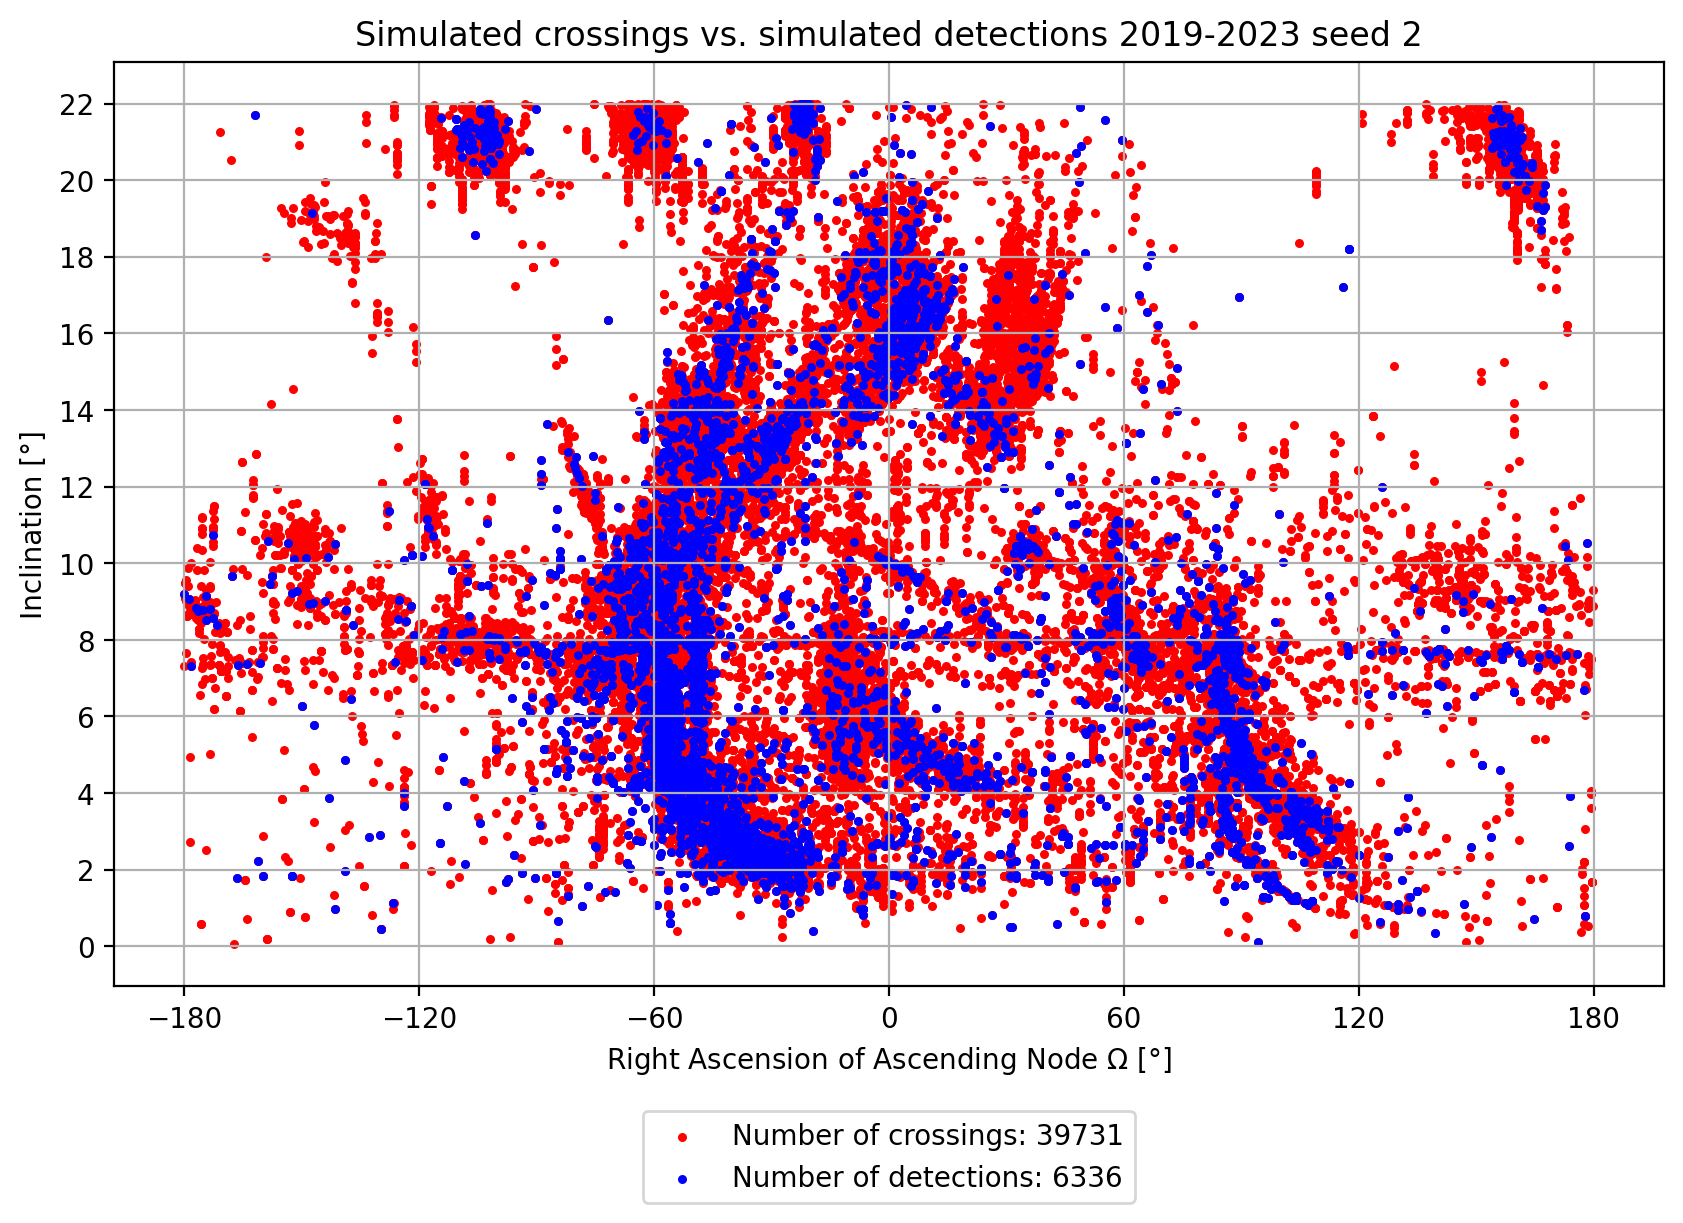 Simulated crossings vs. simulated detections 2019-2023 seed 2
22
20
18
16
14
12
10
8
6
4
2
0
Inclination [°]
−180 −120 −60 0 60 120 180
Right Ascension of Ascending Node Ω [°]
Number of crossings: 39731
Number of detections: 6336